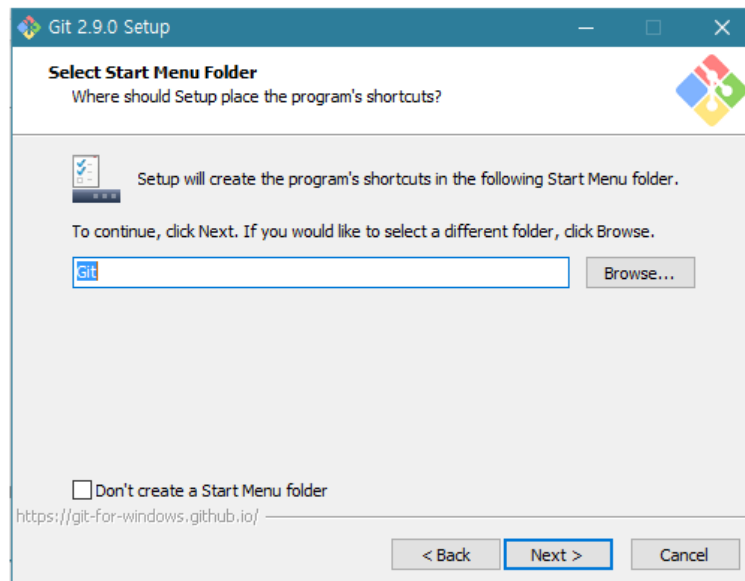 Git 2.9.0 Setup
Select Start Menu Folder
Where should Setup place the program's shortcuts?
Setup will create the program's shortcuts in the following Start Menu folder.
To continue, click Next. If you would like to select a different folder, click Browse.
Git
Browse...
Don't create a Start Menu folder
https://git-for-windows.github.io/
< Back
Next >
Cancel